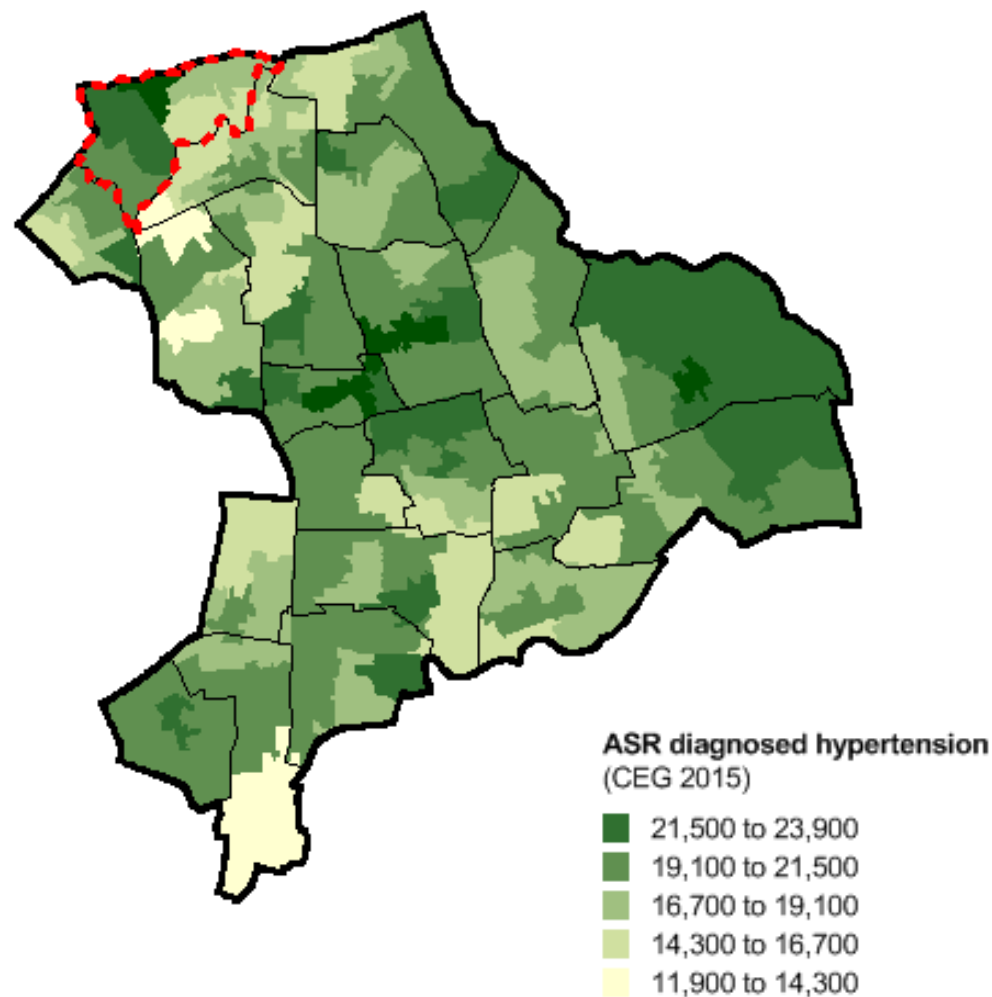 ASR diagnosed hypertension
(CEG 2015)
21,500 to 23,900
19,100 to 21,500
16,700 to 19,100
14,300 to 16,700
11,900 to 14,300